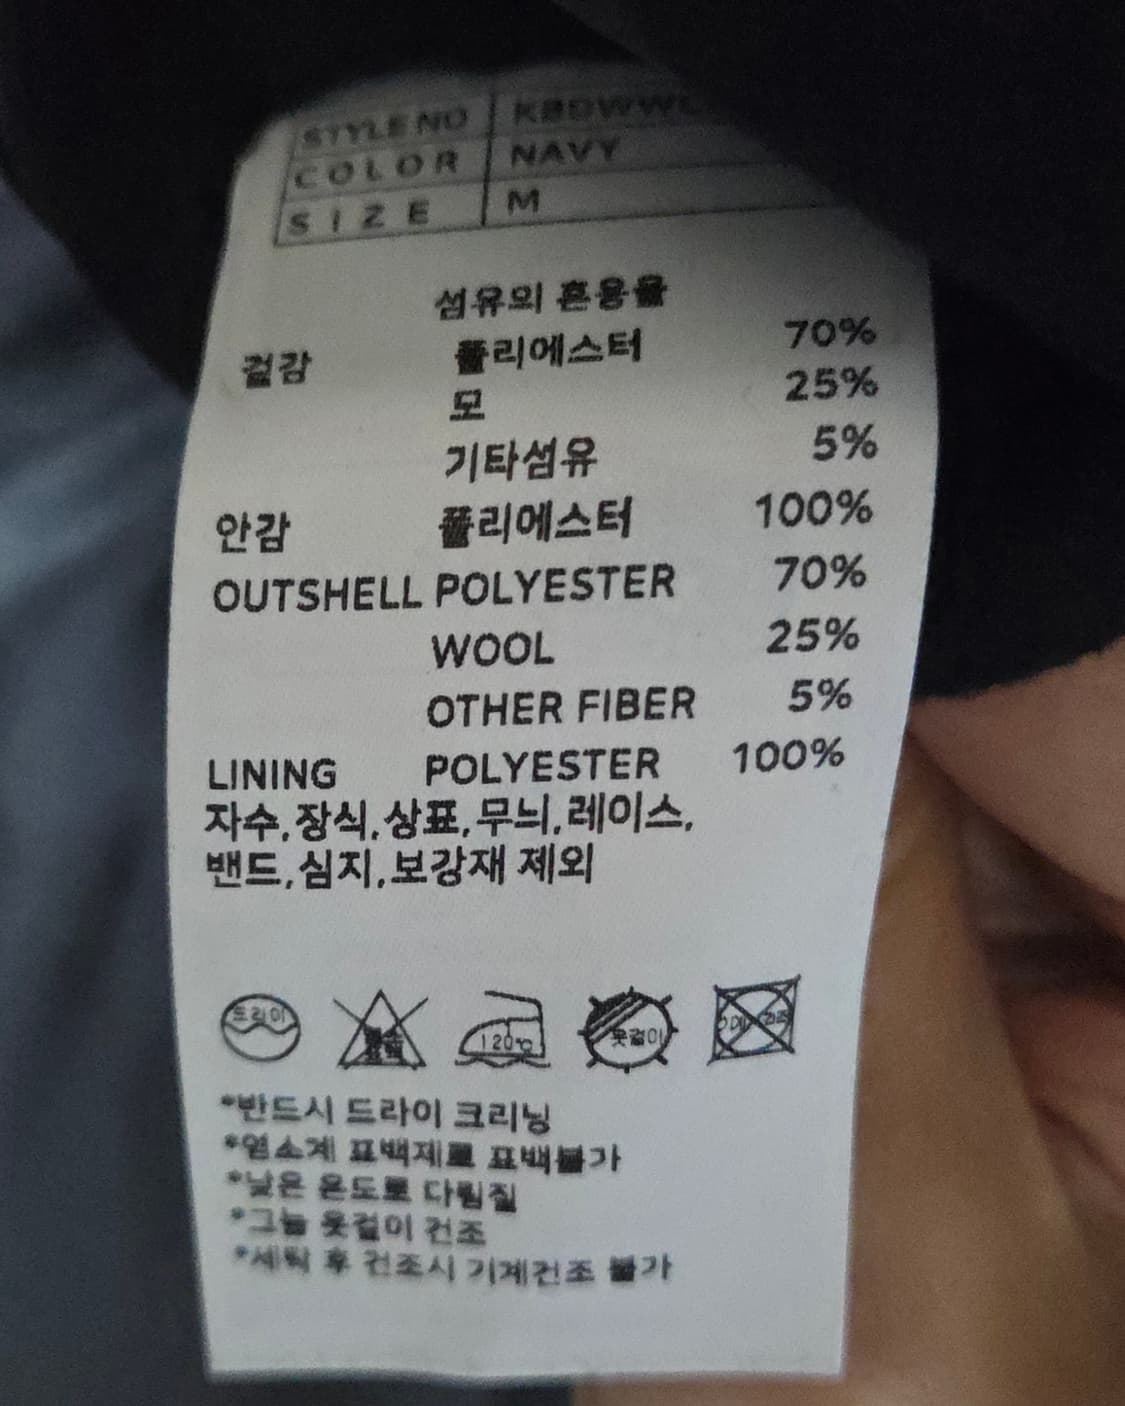 STYLE NO
COLOR NAVY
SIZE M
섬유의 혼용율
겉감 폴리에스터 70%
모 25%
기타섬유 5%
안감 폴리에스터 100%
OUTSHELL POLYESTER 70%
WOOL 25%
OTHER FIBER 5%
LINING POLYESTER 100%
자수,장식,상표,무늬,레이스,
밴드,심지,보강재 제외
드라이 염소 120℃ 옷걸이
*반드시 드라이 크리닝
*염소계 표백제로 표백불가
*낮은 온도로 다림질
*그늘 옷걸이 건조
*세탁 후 건조시 기계건조 불가